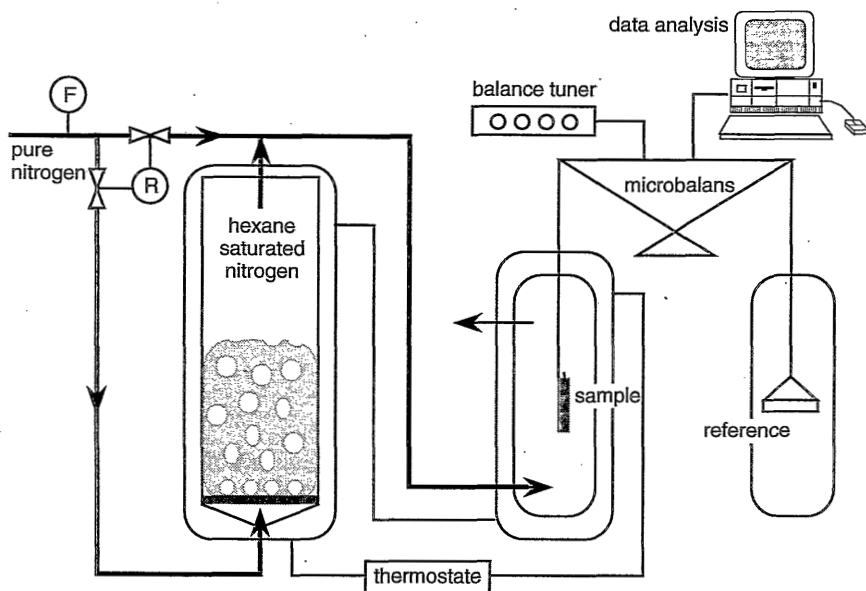 data analysis
balance tuner
F
pure
nitrogen
R
microbalans
hexane
saturated
nitrogen
sample
reference
thermostate